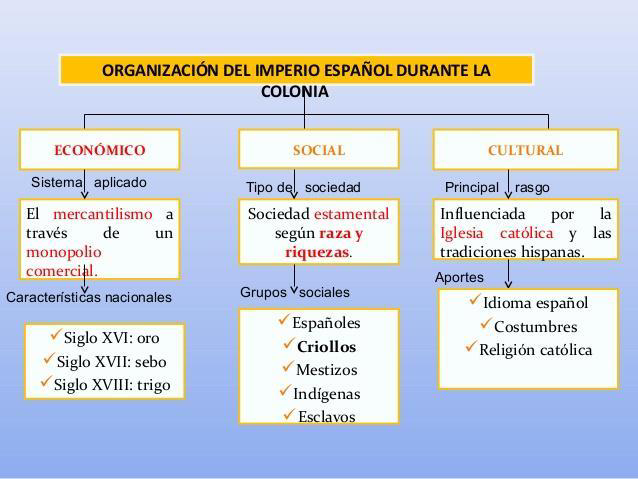 ORGANIZACIÓN DEL IMPERIO ESPAÑOL DURANTE LA
COLONIA
ECONÓMICO
Sistema aplicado
El mercantilismo a
través de un
monopolio
comercial.
Características nacionales
Siglo XVI: oro
Siglo XVII: sebo
Siglo XVIII: trigo
SOCIAL
Tipo de sociedad
Sociedad estamental
según raza y
riquezas.
Grupos sociales
Españoles
Criollos
Mestizos
Indígenas
Esclavos
CULTURAL
Principal rasgo
Influenciada por la
Iglesia católica y las
tradiciones hispanas.
Aportes
Idioma español
Costumbres
Religión católica